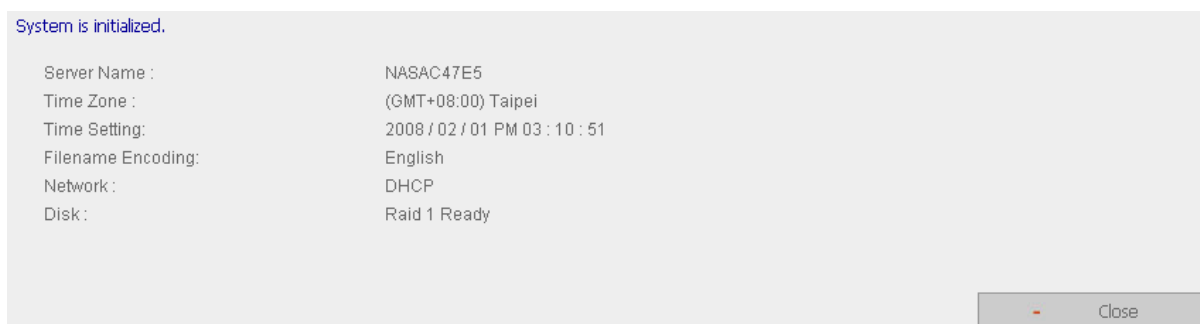 System is initialized.
Server Name : NASAC47E5
Time Zone : (GMT+08:00) Taipei
Time Setting: 2008 / 02 / 01 PM 03 : 10 : 51
Filename Encoding: English
Network : DHCP
Disk : Raid 1 Ready
- Close